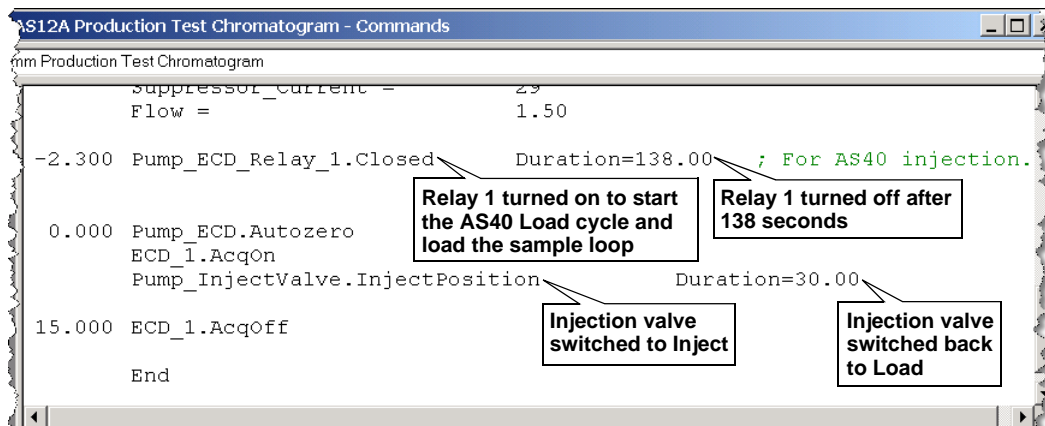 AS12A Production Test Chromatogram - Commands
mm Production Test Chromatogram
Suppressor_Current = 29
Flow = 1.50
-2.300 Pump_ECD_Relay_1.Closed Duration=138.00 ; For AS40 injection.
Relay 1 turned on to start
the AS40 Load cycle and
load the sample loop
Relay 1 turned off after
138 seconds
0.000 Pump_ECD.Autozero
ECD_1.AcqOn
Pump_InjectValve.InjectPosition Duration=30.00
Injection valve
switched to Inject
Injection valve
switched back
to Load
15.000 ECD_1.AcqOff
End